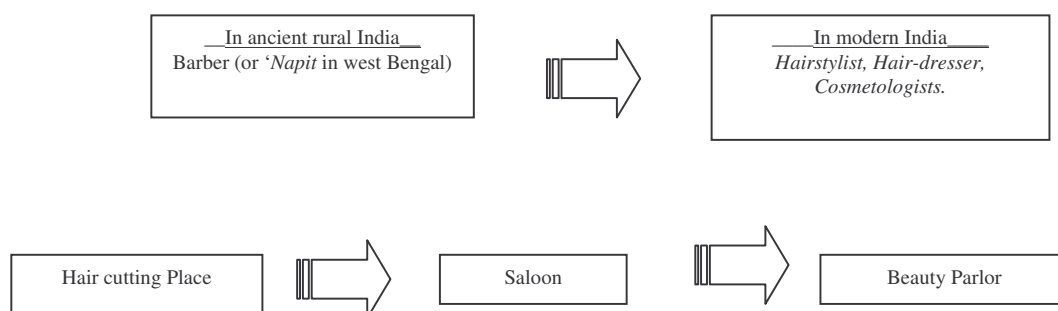 __In ancient rural India__
Barber (or ‘Napit in west Bengal)
____In modern India____
Hairstylist, Hair-dresser,
Cosmetologists.
Hair cutting Place
Saloon
Beauty Parlor